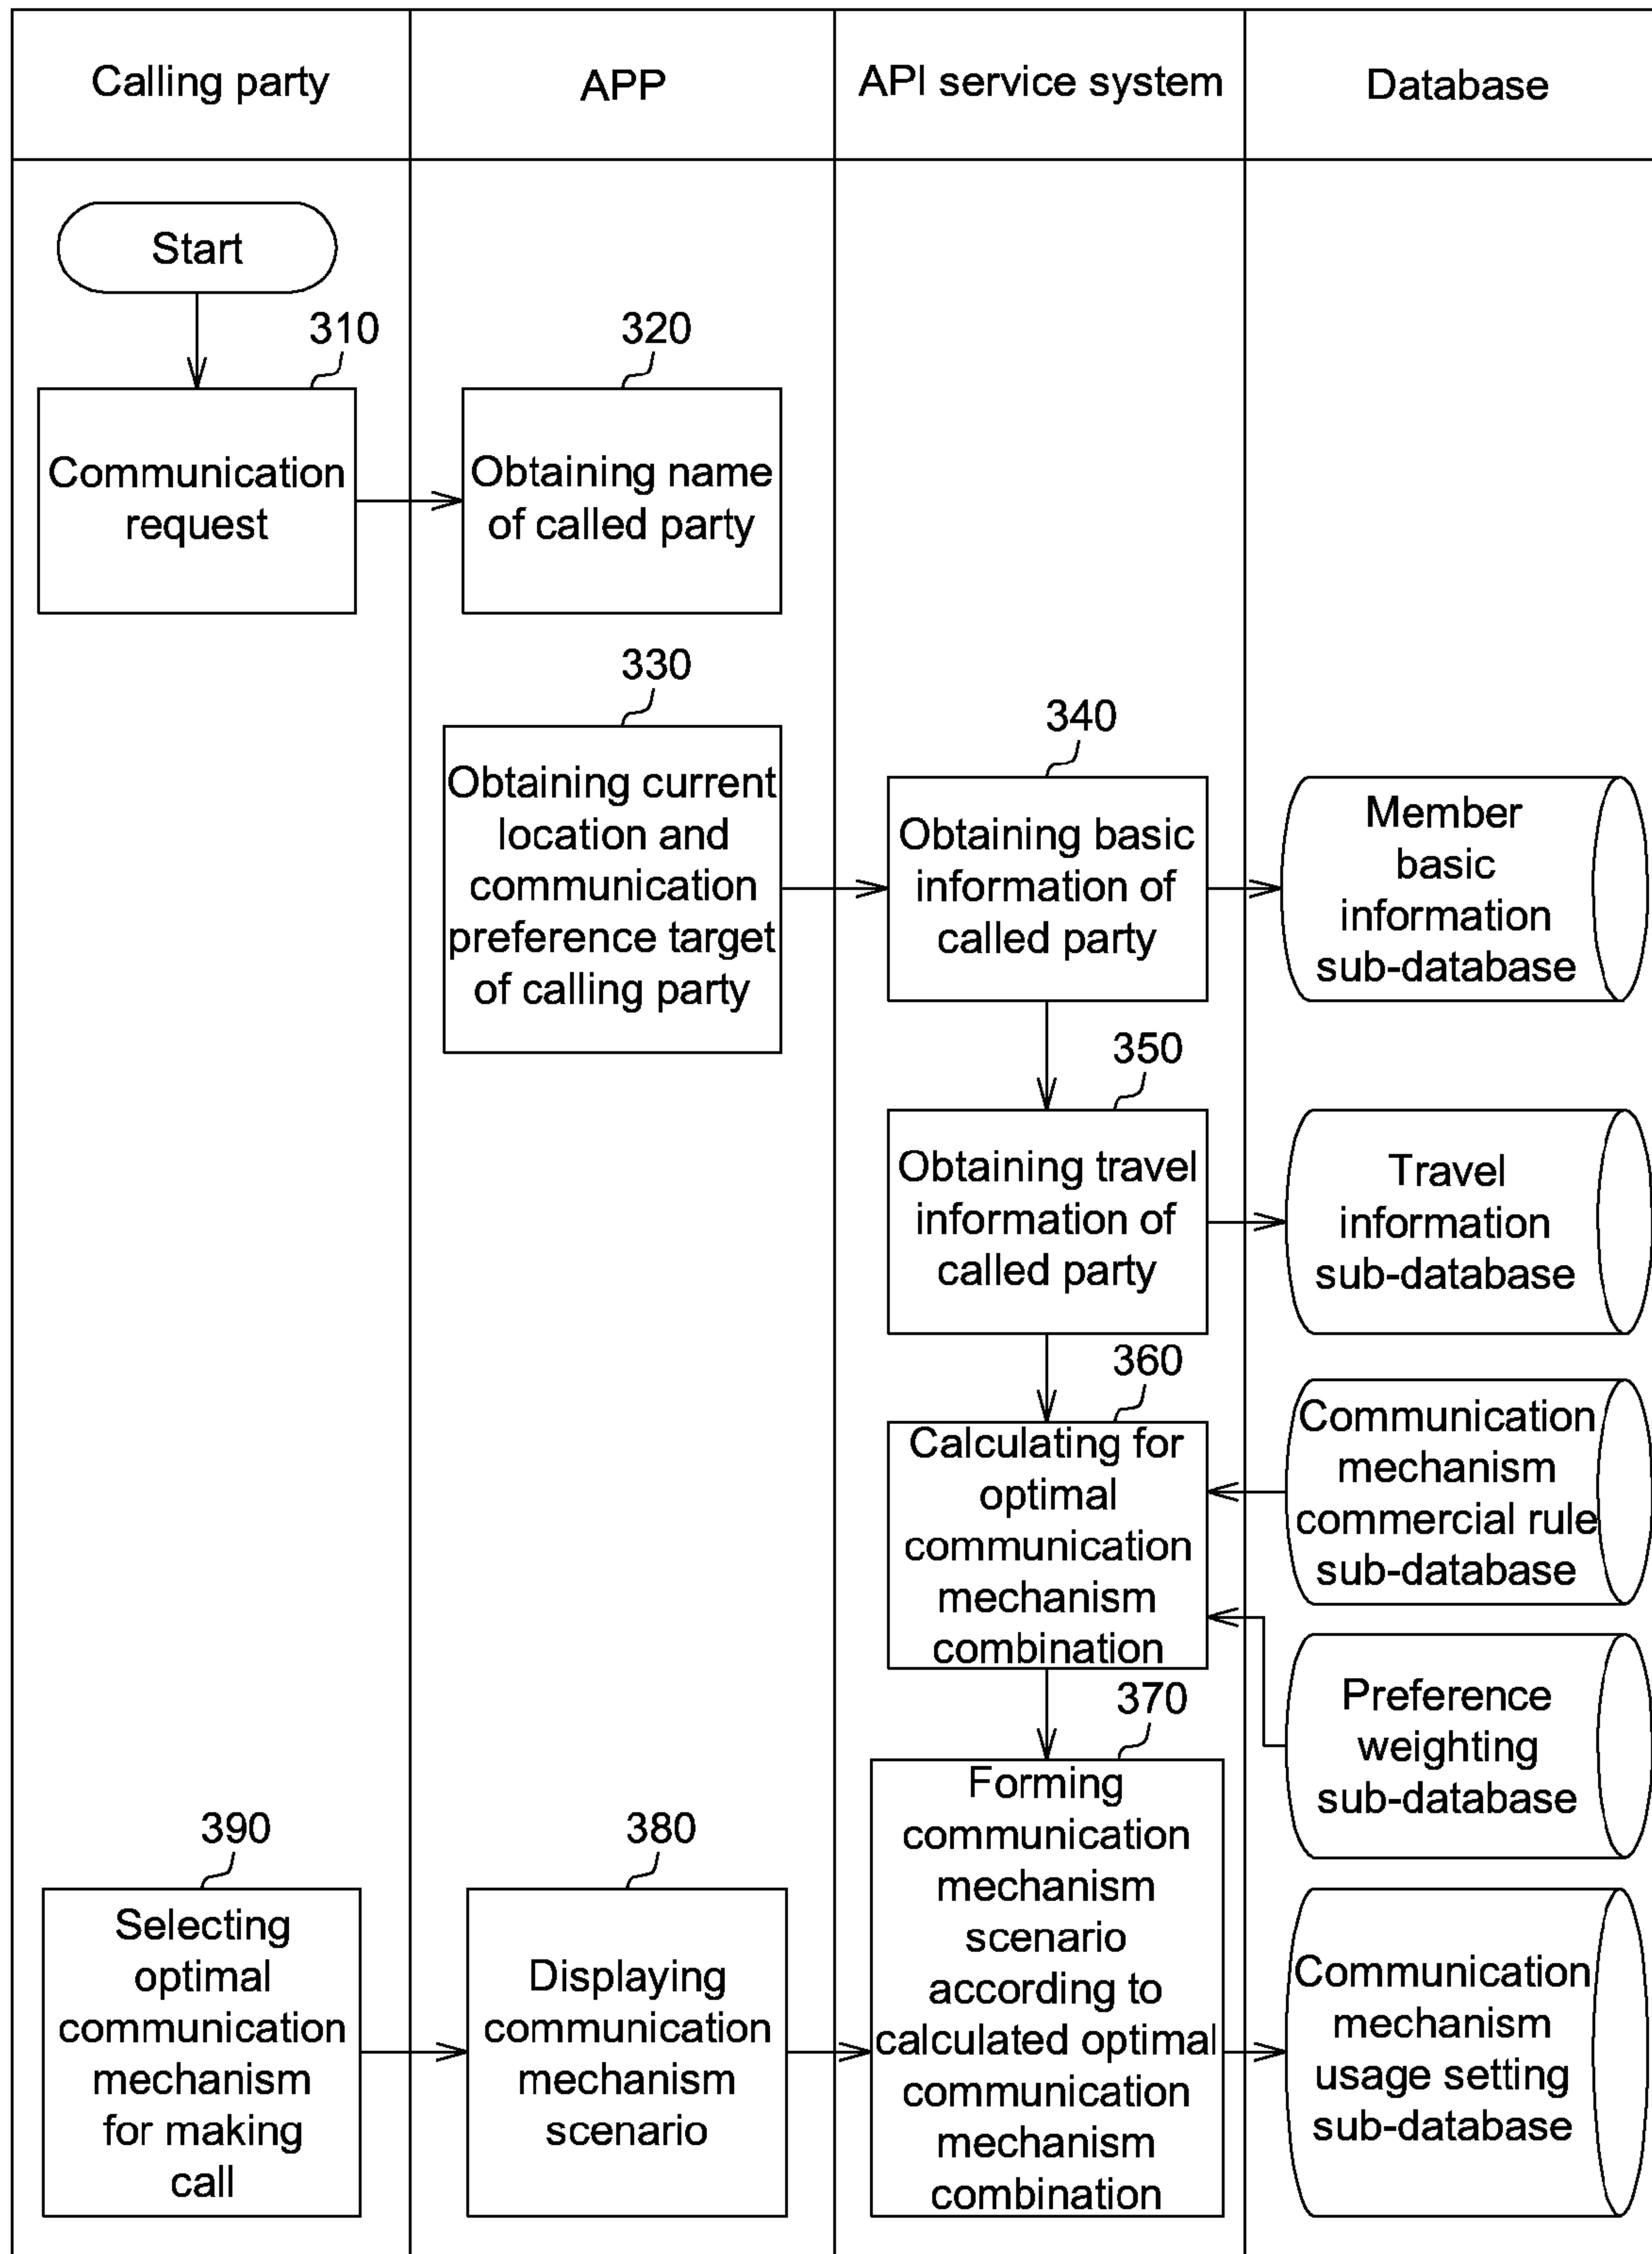 Calling party
APP
API service system
Database
Start
310
Communication
request
320
Obtaining name
of called party
330
Obtaining current
location and
communication
preference target
of calling party
340
Obtaining basic
information of
called party
Member
basic
information
sub-database
350
Obtaining travel
information of
called party
Travel
information
sub-database
360
Calculating for
optimal
communication
mechanism
combination
Communication
mechanism
commercial rule
sub-database
Preference
weighting
sub-database
370
Forming
communication
mechanism
scenario
according to
calculated optimal
communication
mechanism
combination
Communication
mechanism
usage setting
sub-database
380
Displaying
communication
mechanism
scenario
390
Selecting
optimal
communication
mechanism
for making
call